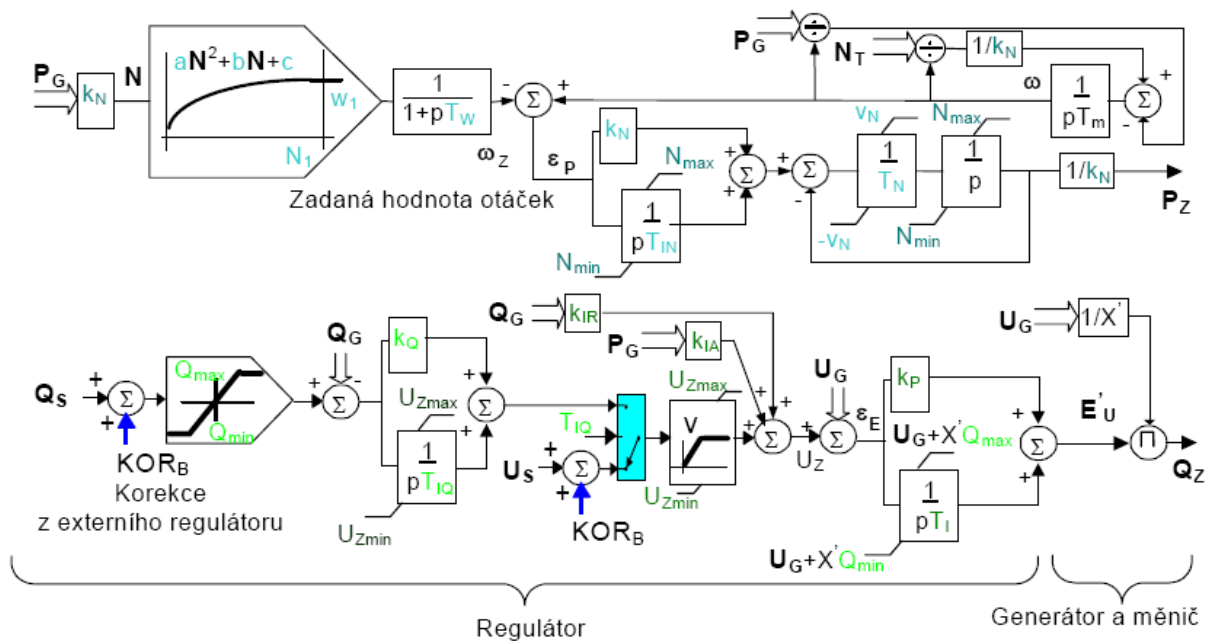 P_G
k_N
N
aN²+bN+c
w_1
N_1
1
1+pT_W
-
Σ
+
ω_Z
ε_P
Zadaná hodnota otáček
k_N
N_max
1
pT_IN
N_min
+
Σ
+
+
Σ
-
v_N
1
T_N
-v_N
N_max
1
p
N_min
1/k_N
P_Z
P_G
÷
N_T
÷
1/k_N
ω
1
pT_m
+
Σ
-
Q_S
+
Σ
+
KOR_B
Korekce
z externího regulátoru
Q_max
Q_min
Q_G
+
-
Σ
k_Q
U_Zmax
1
pT_IQ
U_Zmin
+
Σ
+
Q_G
k_IR
P_G
k_IA
T_IQ
U_S
+
Σ
+
KOR_B
U_Zmax
v
U_Zmin
+
+
+
Σ
+
U_Z
U_G
Σ
ε_E
k_P
U_G+X'Q_max
1
pT_I
U_G+X'Q_min
+
Σ
+
U_G
1/X'
E'_U
Π
Q_Z
Regulátor
Generátor a měnič